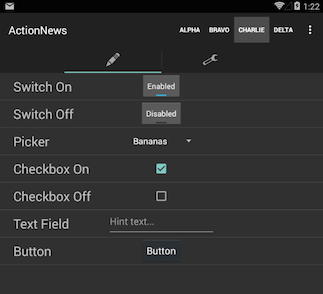 1:22
ActionNews ALPHA BRAVO CHARLIE DELTA
Switch On Enabled
Switch Off Disabled
Picker Bananas
Checkbox On
Checkbox Off
Text Field Hint text...
Button Button